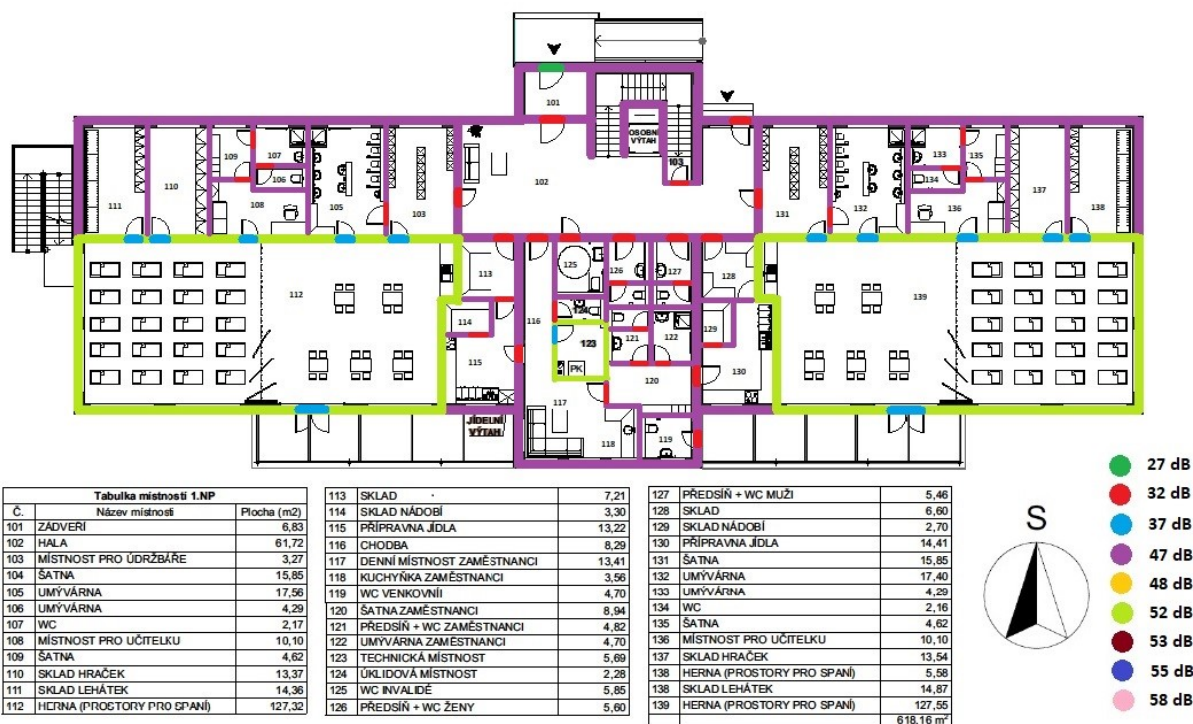 101
OSOBNÍ
VÝTAH
103
109
107
106
110
111
108
105
103
102
131
132
133
134
135
136
137
138
112
113
114
115
116
125
126
127
124
123
PK
121
122
120
117
118
119
128
129
130
139
JÍDELNÍ
VÝTAH
27 dB
32 dB
37 dB
47 dB
48 dB
52 dB
53 dB
55 dB
58 dB
S
Tabulka místností 1.NP
Č. Název místnosti Plocha (m2)
101 ZÁDVEŘÍ 6,83
102 HALA 61,72
103 MÍSTNOST PRO ÚDRŽBÁŘE 3,27
104 ŠATNA 15,85
105 UMÝVÁRNA 17,56
106 UMÝVÁRNA 4,29
107 WC 2,17
108 MÍSTNOST PRO UČITELKU 10,10
109 ŠATNA 4,62
110 SKLAD HRAČEK 13,37
111 SKLAD LEHÁTEK 14,36
112 HERNA (PROSTORY PRO SPANÍ) 127,32
113 SKLAD 7,21
114 SKLAD NÁDOBÍ 3,30
115 PŘÍPRAVNA JÍDLA 13,22
116 CHODBA 8,29
117 DENNÍ MÍSTNOST ZAMĚSTNANCI 13,41
118 KUCHYŇKA ZAMĚSTNANCI 3,56
119 WC VENKOVNÍ 4,70
120 ŠATNA ZAMĚSTNANCI 8,94
121 PŘEDSÍŇ + WC ZAMĚSTNANCI 4,82
122 UMÝVÁRNA ZAMĚSTNANCI 4,70
123 TECHNICKÁ MÍSTNOST 5,69
124 ÚKLIDOVÁ MÍSTNOST 2,28
125 WC INVALIDÉ 5,85
126 PŘEDSÍŇ + WC ŽENY 5,60
127 PŘEDSÍŇ + WC MUŽI 5,46
128 SKLAD 6,60
129 SKLAD NÁDOBÍ 2,70
130 PŘÍPRAVNA JÍDLA 14,41
131 ŠATNA 15,85
132 UMÝVÁRNA 17,40
133 UMÝVÁRNA 4,29
134 WC 2,16
135 ŠATNA 4,62
136 MÍSTNOST PRO UČITELKU 10,10
137 SKLAD HRAČEK 13,54
138 HERNA (PROSTORY PRO SPANÍ) 5,58
138 SKLAD LEHÁTEK 14,87
139 HERNA (PROSTORY PRO SPANÍ) 127,55
618,16 m²